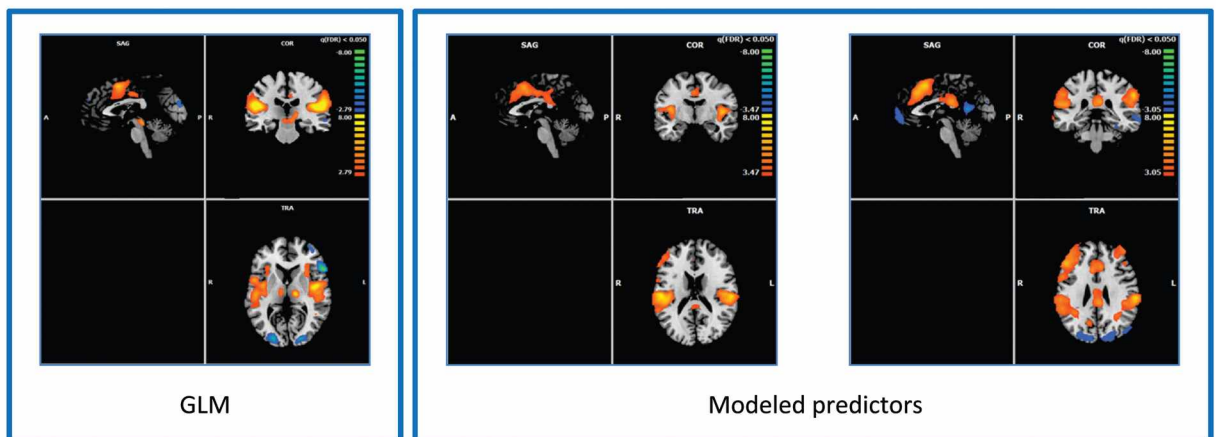 q(FDR) < 0.050
SAG
COR
-8.00
A
P
R
-2.79
8.00
2.79
TRA
R
L
GLM
q(FDR) < 0.050
SAG
COR
-8.00
A
P
R
-3.47
8.00
3.47
TRA
R
L
q(FDR) < 0.050
SAG
COR
-8.00
A
P
R
-3.05
8.00
3.05
TRA
R
L
Modeled predictors